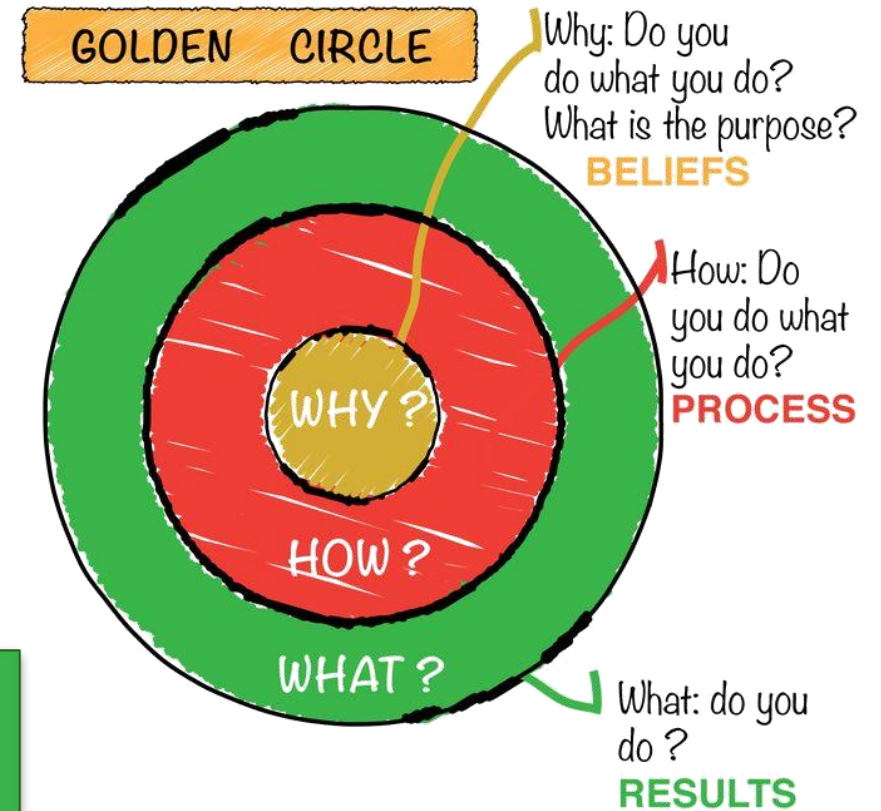 GOLDEN CIRCLE
Why: Do you
do what you do?
What is the purpose?
BELIEFS
How: Do
you do what
you do?
PROCESS
WHY ?
HOW ?
WHAT ?
What: do you
do ?
RESULTS